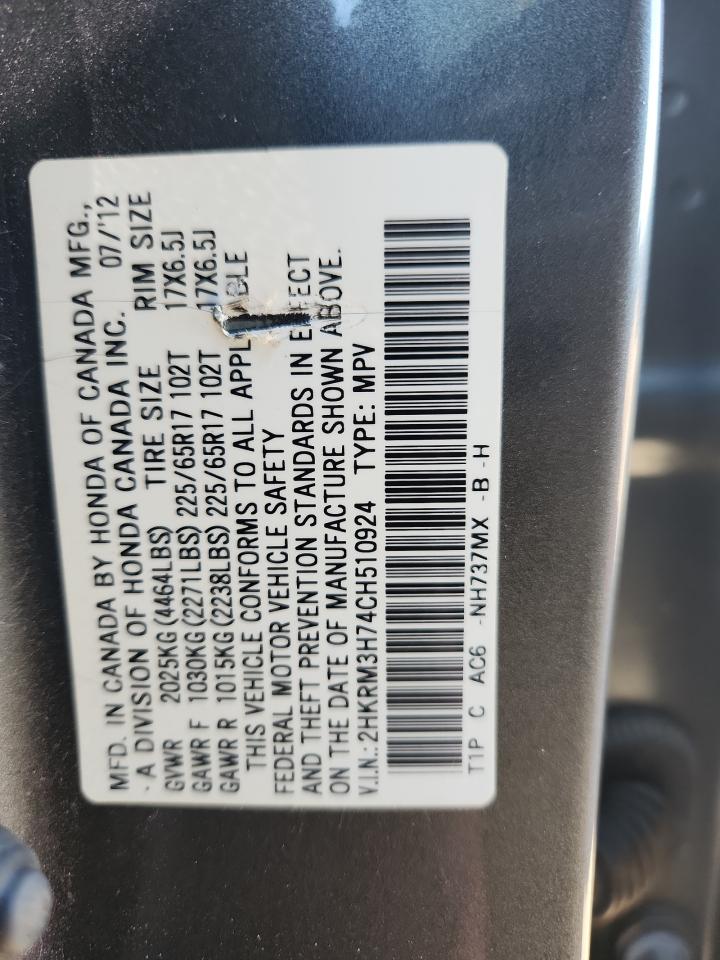 MFD. IN CANADA BY HONDA OF CANADA MFG.,
- A DIVISION OF HONDA CANADA INC. 07/'12
GVWR 2025KG(4464LBS) TIRE SIZE RIM SIZE
GAWR F 1030KG(2271LBS) 225/65R17 102T 17X6.5J
GAWR R 1015KG(2238LBS) 225/65R17 102T 17X6.5J
THIS VEHICLE CONFORMS TO ALL APPLICABLE
FEDERAL MOTOR VEHICLE SAFETY
AND THEFT PREVENTION STANDARDS IN EFFECT
ON THE DATE OF MANUFACTURE SHOWN ABOVE.
V.I.N.: 2HKRM3H74CH510924 TYPE: MPV
T1P C AC6 -NH737MX -B -H